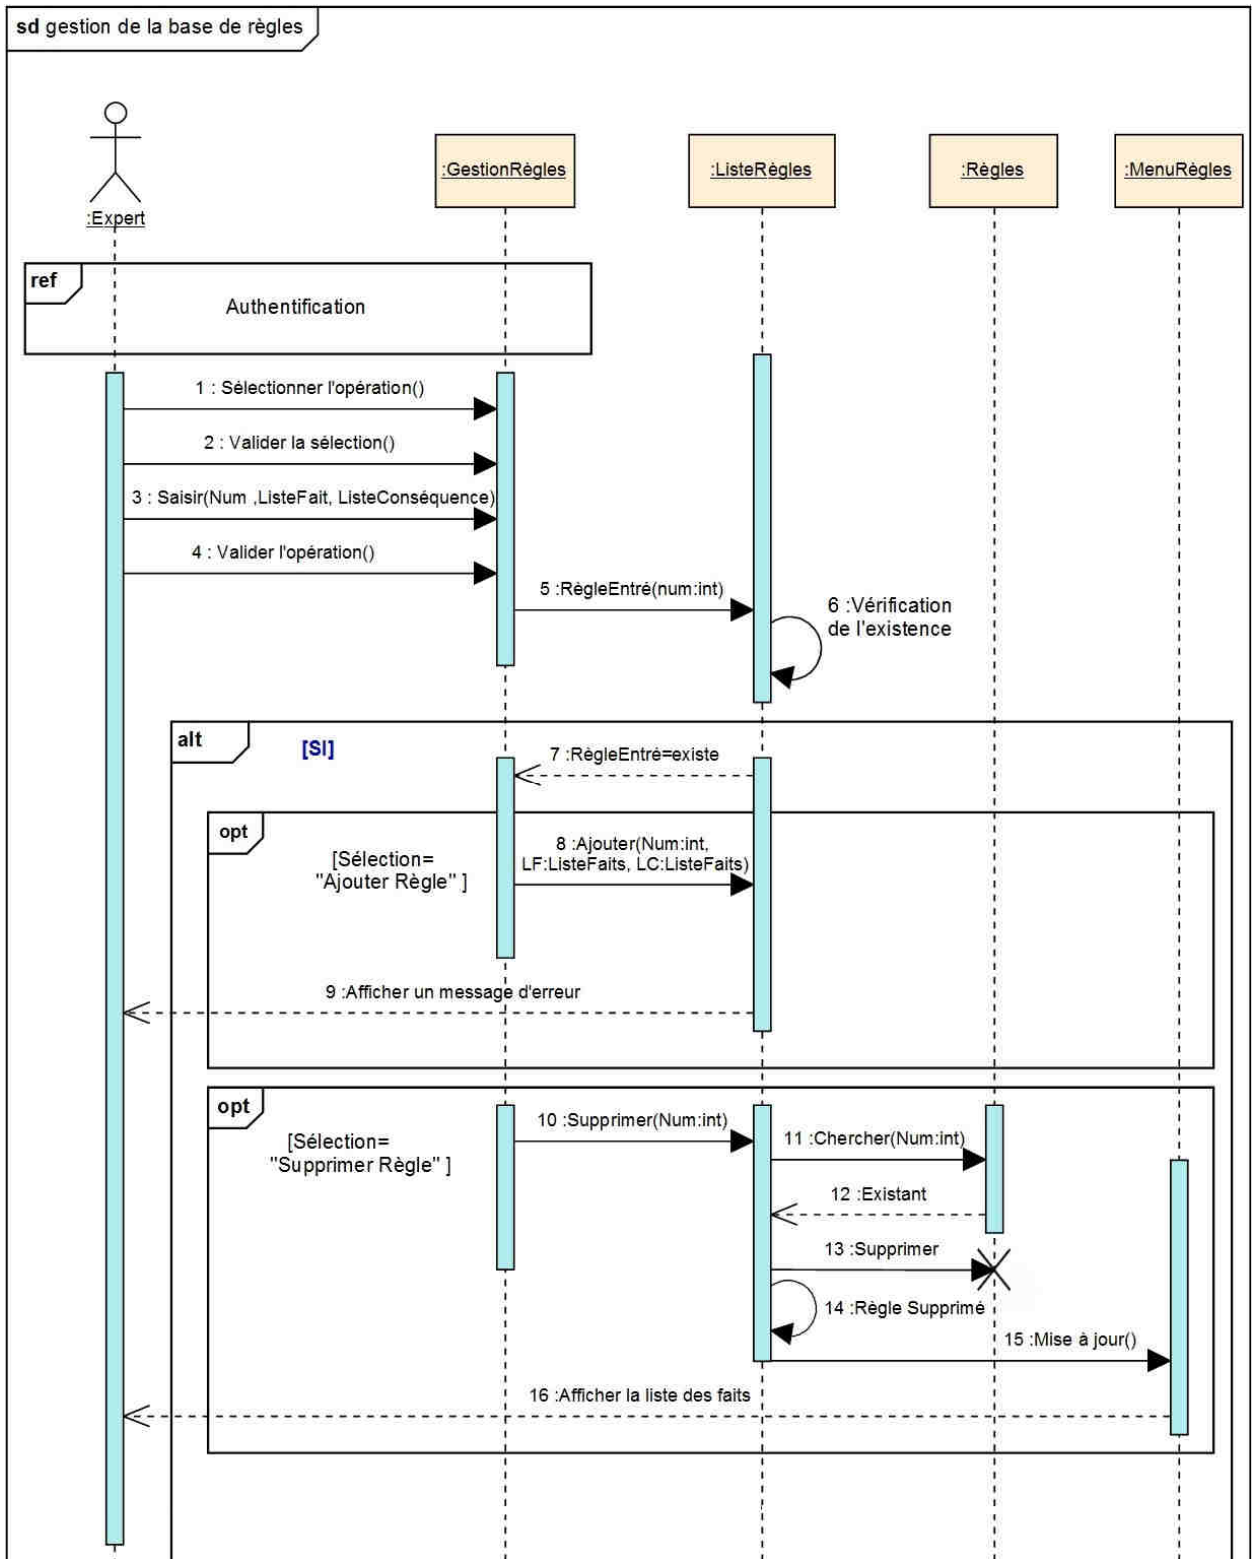 sd gestion de la base de règles
:Expert
:GestionRègles
:ListeRègles
:Règles
:MenuRègles
ref
Authentification
1 : Sélectionner l'opération()
2 : Valider la sélection()
3 : Saisir(Num ,ListeFait, ListeConséquence)
4 : Valider l'opération()
5 :RègleEntré(num:int)
6 :Vérification
de l'existence
alt
[SI]
7 :RègleEntré=existe
opt
[Sélection=
"Ajouter Règle" ]
8 :Ajouter(Num:int,
LF:ListeFaits, LC:ListeFaits)
9 :Afficher un message d'erreur
opt
[Sélection=
"Supprimer Règle" ]
10 :Supprimer(Num:int)
11 :Chercher(Num:int)
12 :Existant
13 :Supprimer
14 :Règle Supprimé
15 :Mise à jour()
16 :Afficher la liste des faits